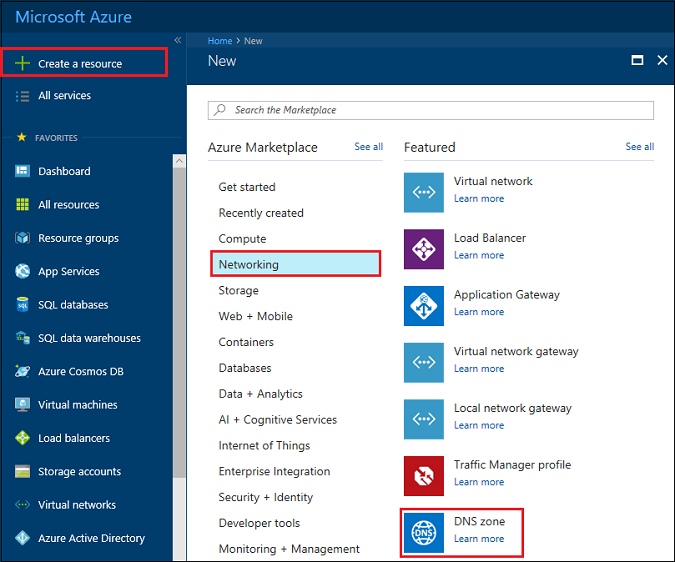 Microsoft Azure
«
Create a resource
All services
FAVORITES
Dashboard
All resources
Resource groups
App Services
SQL databases
SQL data warehouses
Azure Cosmos DB
Virtual machines
Load balancers
Storage accounts
Virtual networks
Azure Active Directory
Home > New
New
Search the Marketplace
Azure Marketplace See all
Get started
Recently created
Compute
Networking
Storage
Web + Mobile
Containers
Databases
Data + Analytics
AI + Cognitive Services
Internet of Things
Enterprise Integration
Security + Identity
Developer tools
Monitoring + Management
Featured See all
Virtual network
Learn more
Load Balancer
Learn more
Application Gateway
Learn more
Virtual network gateway
Learn more
Local network gateway
Learn more
Traffic Manager profile
Learn more
DNS
DNS zone
Learn more